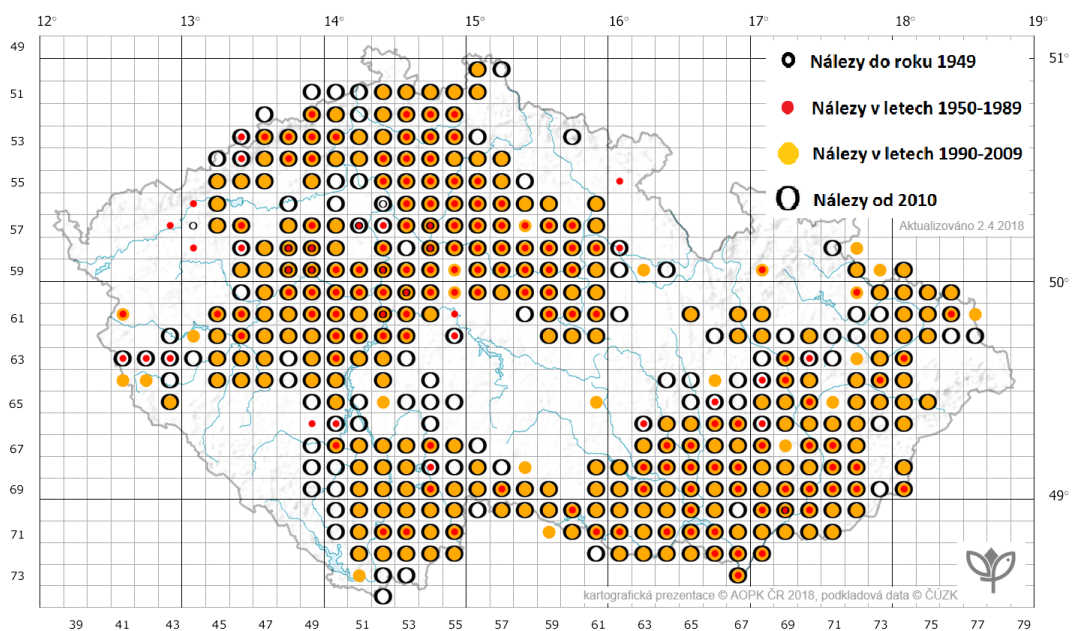 12° 13° 14° 15° 16° 17° 18° 19°
49
51°
Nálezy do roku 1949
51
Nálezy v letech 1950-1989
53
Nálezy v letech 1990-2009
55
Nálezy od 2010
Aktualizováno 2.4.2018
57
59
50°
61
63
65
67
69
49°
71
73
kartografická prezentace © AOPK ČR 2018, podkladová data © ČÚZK
39 41 43 45 47 49 51 53 55 57 59 61 63 65 67 69 71 73 75 77 79